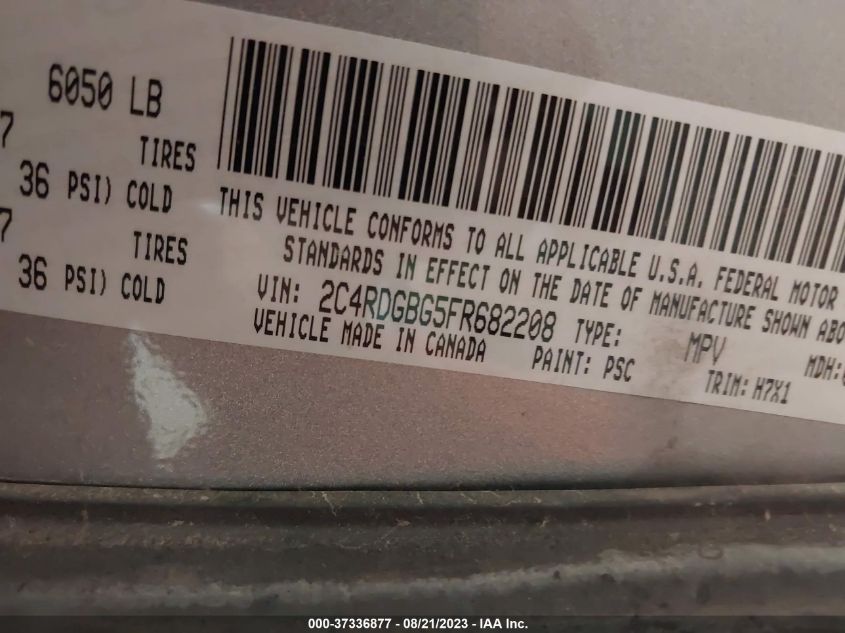 6050 LB
7
TIRES
36 PSI) COLD
7
TIRES
36 PSI) COLD
THIS VEHICLE CONFORMS TO ALL APPLICABLE U.S.A. FEDERAL MOTOR
STANDARDS IN EFFECT ON THE DATE OF MANUFACTURE SHOWN ABO
VIN: 2C4RDGBG5FR682208 TYPE: MPV MDH:
VEHICLE MADE IN CANADA PAINT: PSC TRIM: H7X1
000-37336877 - 08/21/2023 - IAA Inc.